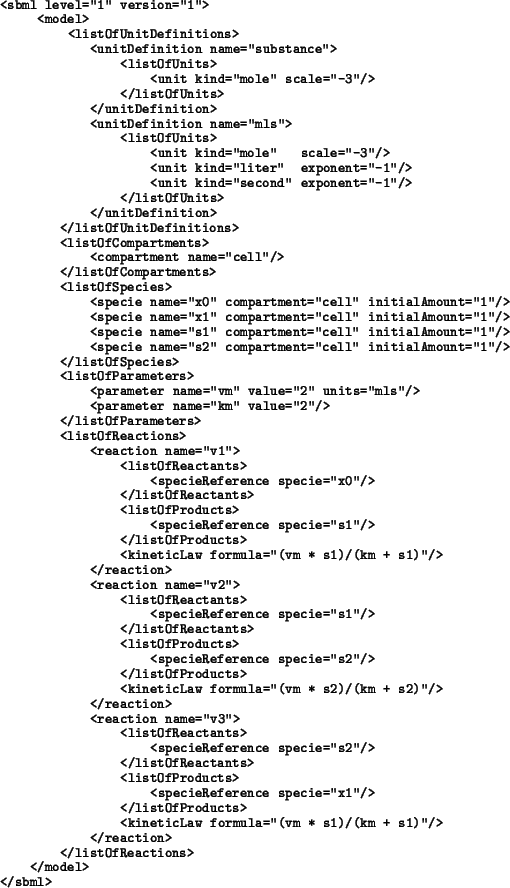 <sbml level="1" version="1">
<model>
<listOfUnitDefinitions>
<unitDefinition name="substance">
<listOfUnits>
<unit kind="mole" scale="-3"/>
</listOfUnits>
</unitDefinition>
<unitDefinition name="mls">
<listOfUnits>
<unit kind="mole"   scale="-3"/>
<unit kind="liter"  exponent="-1"/>
<unit kind="second" exponent="-1"/>
</listOfUnits>
</unitDefinition>
</listOfUnitDefinitions>
<listOfCompartments>
<compartment name="cell"/>
</listOfCompartments>
<listOfSpecies>
<specie name="x0" compartment="cell" initialAmount="1"/>
<specie name="x1" compartment="cell" initialAmount="1"/>
<specie name="s1" compartment="cell" initialAmount="1"/>
<specie name="s2" compartment="cell" initialAmount="1"/>
</listOfSpecies>
<listOfParameters>
<parameter name="vm" value="2" units="mls"/>
<parameter name="km" value="2"/>
</listOfParameters>
<listOfReactions>
<reaction name="v1">
<listOfReactants>
<specieReference specie="x0"/>
</listOfReactants>
<listOfProducts>
<specieReference specie="s1"/>
</listOfProducts>
<kineticLaw formula="(vm * s1)/(km + s1)"/>
</reaction>
<reaction name="v2">
<listOfReactants>
<specieReference specie="s1"/>
</listOfReactants>
<listOfProducts>
<specieReference specie="s2"/>
</listOfProducts>
<kineticLaw formula="(vm * s2)/(km + s2)"/>
</reaction>
<reaction name="v3">
<listOfReactants>
<specieReference specie="s2"/>
</listOfReactants>
<listOfProducts>
<specieReference specie="x1"/>
</listOfProducts>
<kineticLaw formula="(vm * s1)/(km + s1)"/>
</reaction>
</listOfReactions>
</model>
</sbml>